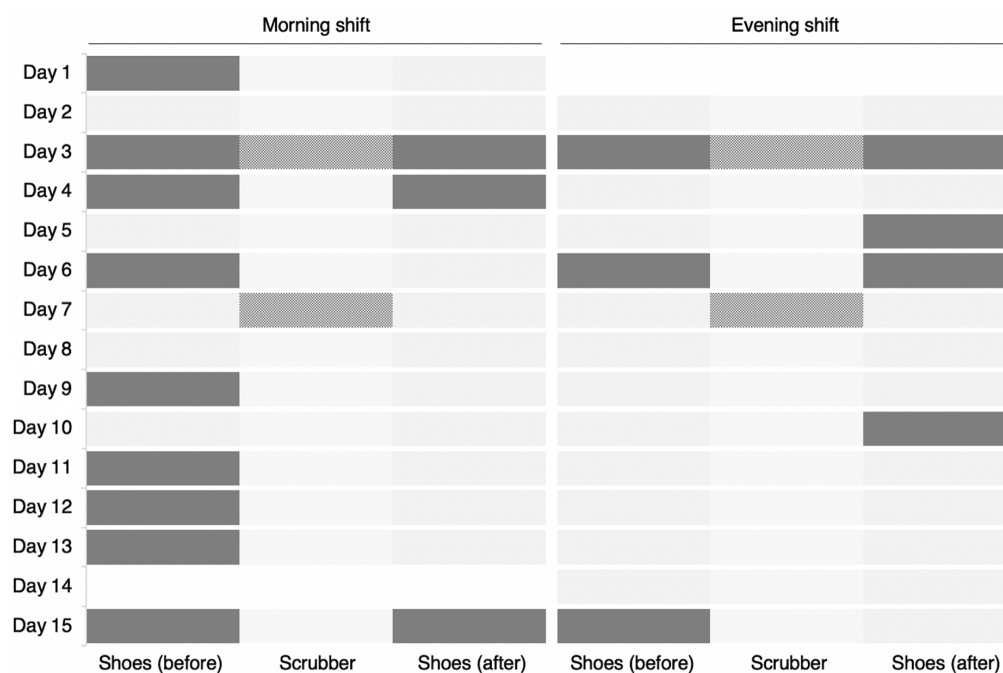 Morning shift Evening shift
Day 1
Day 2
Day 3
Day 4
Day 5
Day 6
Day 7
Day 8
Day 9
Day 10
Day 11
Day 12
Day 13
Day 14
Day 15
Shoes (before) Scrubber Shoes (after) Shoes (before) Scrubber Shoes (after)